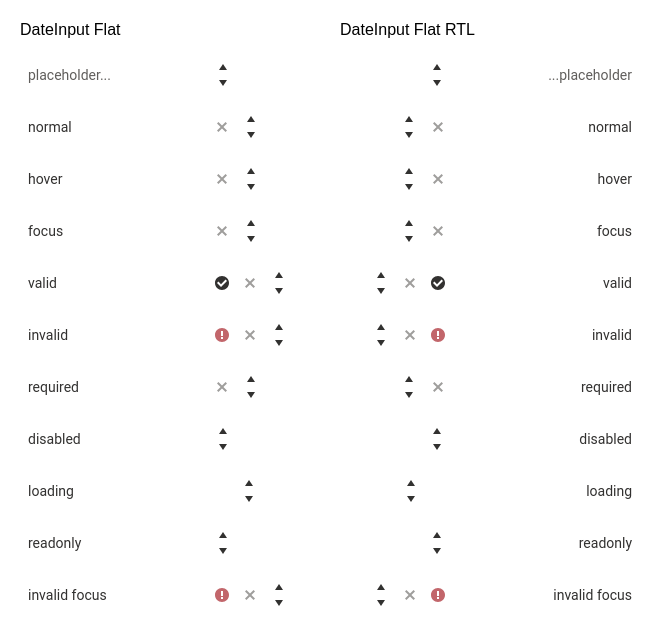 DateInput Flat DateInput Flat RTL
placeholder... ...placeholder
normal normal
hover hover
focus focus
valid valid
invalid invalid
required required
disabled disabled
loading loading
readonly readonly
invalid focus invalid focus